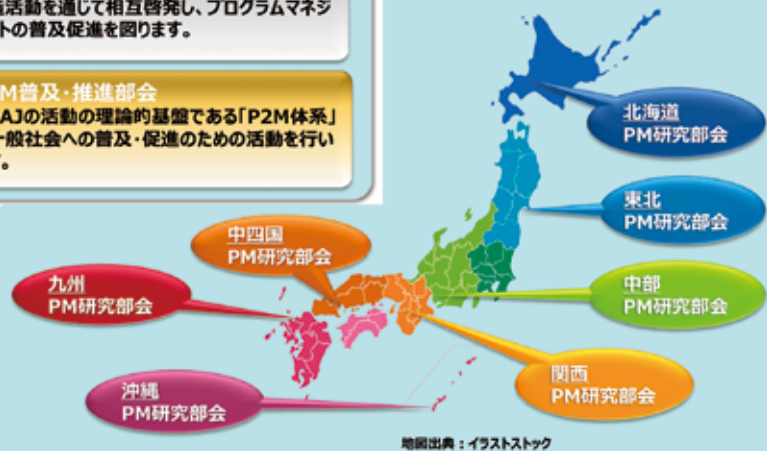 活動を通じて相互啓発し、プログラムマネジ
トの普及促進を図ります。
M普及・推進部会
AJの活動の理論的基盤である「P2M体系」
一般社会への普及・促進のための活動を行い
。
北海道
PM研究部会
東北
PM研究部会
中四国
PM研究部会
九州
PM研究部会
中部
PM研究部会
関西
PM研究部会
沖縄
PM研究部会
地図出典：イラストストック